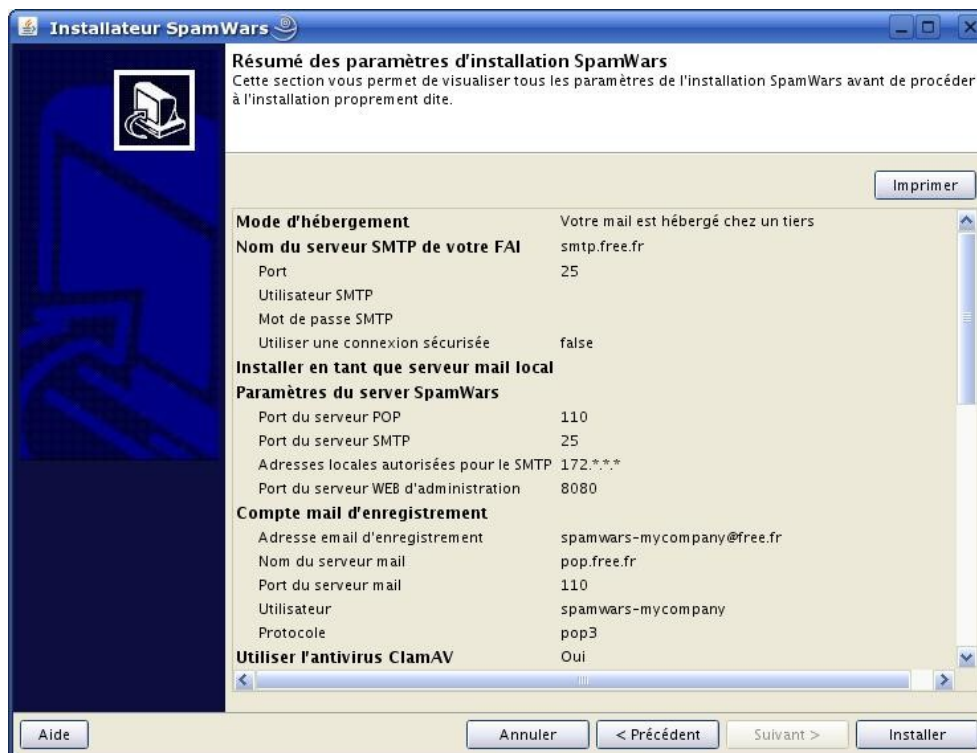 Installateur SpamWars
Résumé des paramètres d'installation SpamWars
Cette section vous permet de visualiser tous les paramètres de l'installation SpamWars avant de procéder
à l'installation proprement dite.
Imprimer
Mode d'hébergement Votre mail est hébergé chez un tiers
Nom du serveur SMTP de votre FAI smtp.free.fr
Port 25
Utilisateur SMTP
Mot de passe SMTP
Utiliser une connexion sécurisée false
Installer en tant que serveur mail local
Paramètres du server SpamWars
Port du serveur POP 110
Port du serveur SMTP 25
Adresses locales autorisées pour le SMTP 172.*.*.*
Port du serveur WEB d'administration 8080
Compte mail d'enregistrement
Adresse email d'enregistrement spamwars-mycompany@free.fr
Nom du serveur mail pop.free.fr
Port du serveur mail 110
Utilisateur spamwars-mycompany
Protocole pop3
Utiliser l'antivirus ClamAV Oui
Aide Annuler < Précédent Suivant > Installer